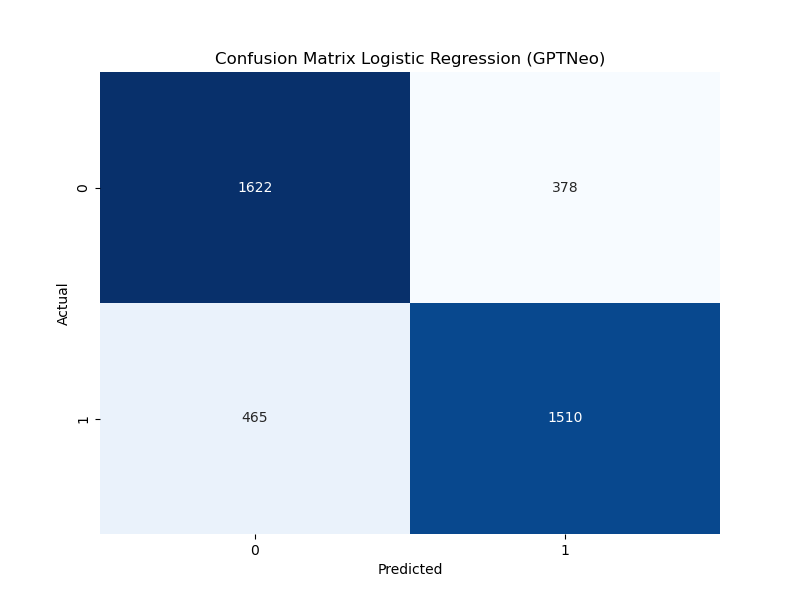 Confusion Matrix Logistic Regression (GPTNeo)
0
1622
378
Actual
1
465
1510
0
1
Predicted